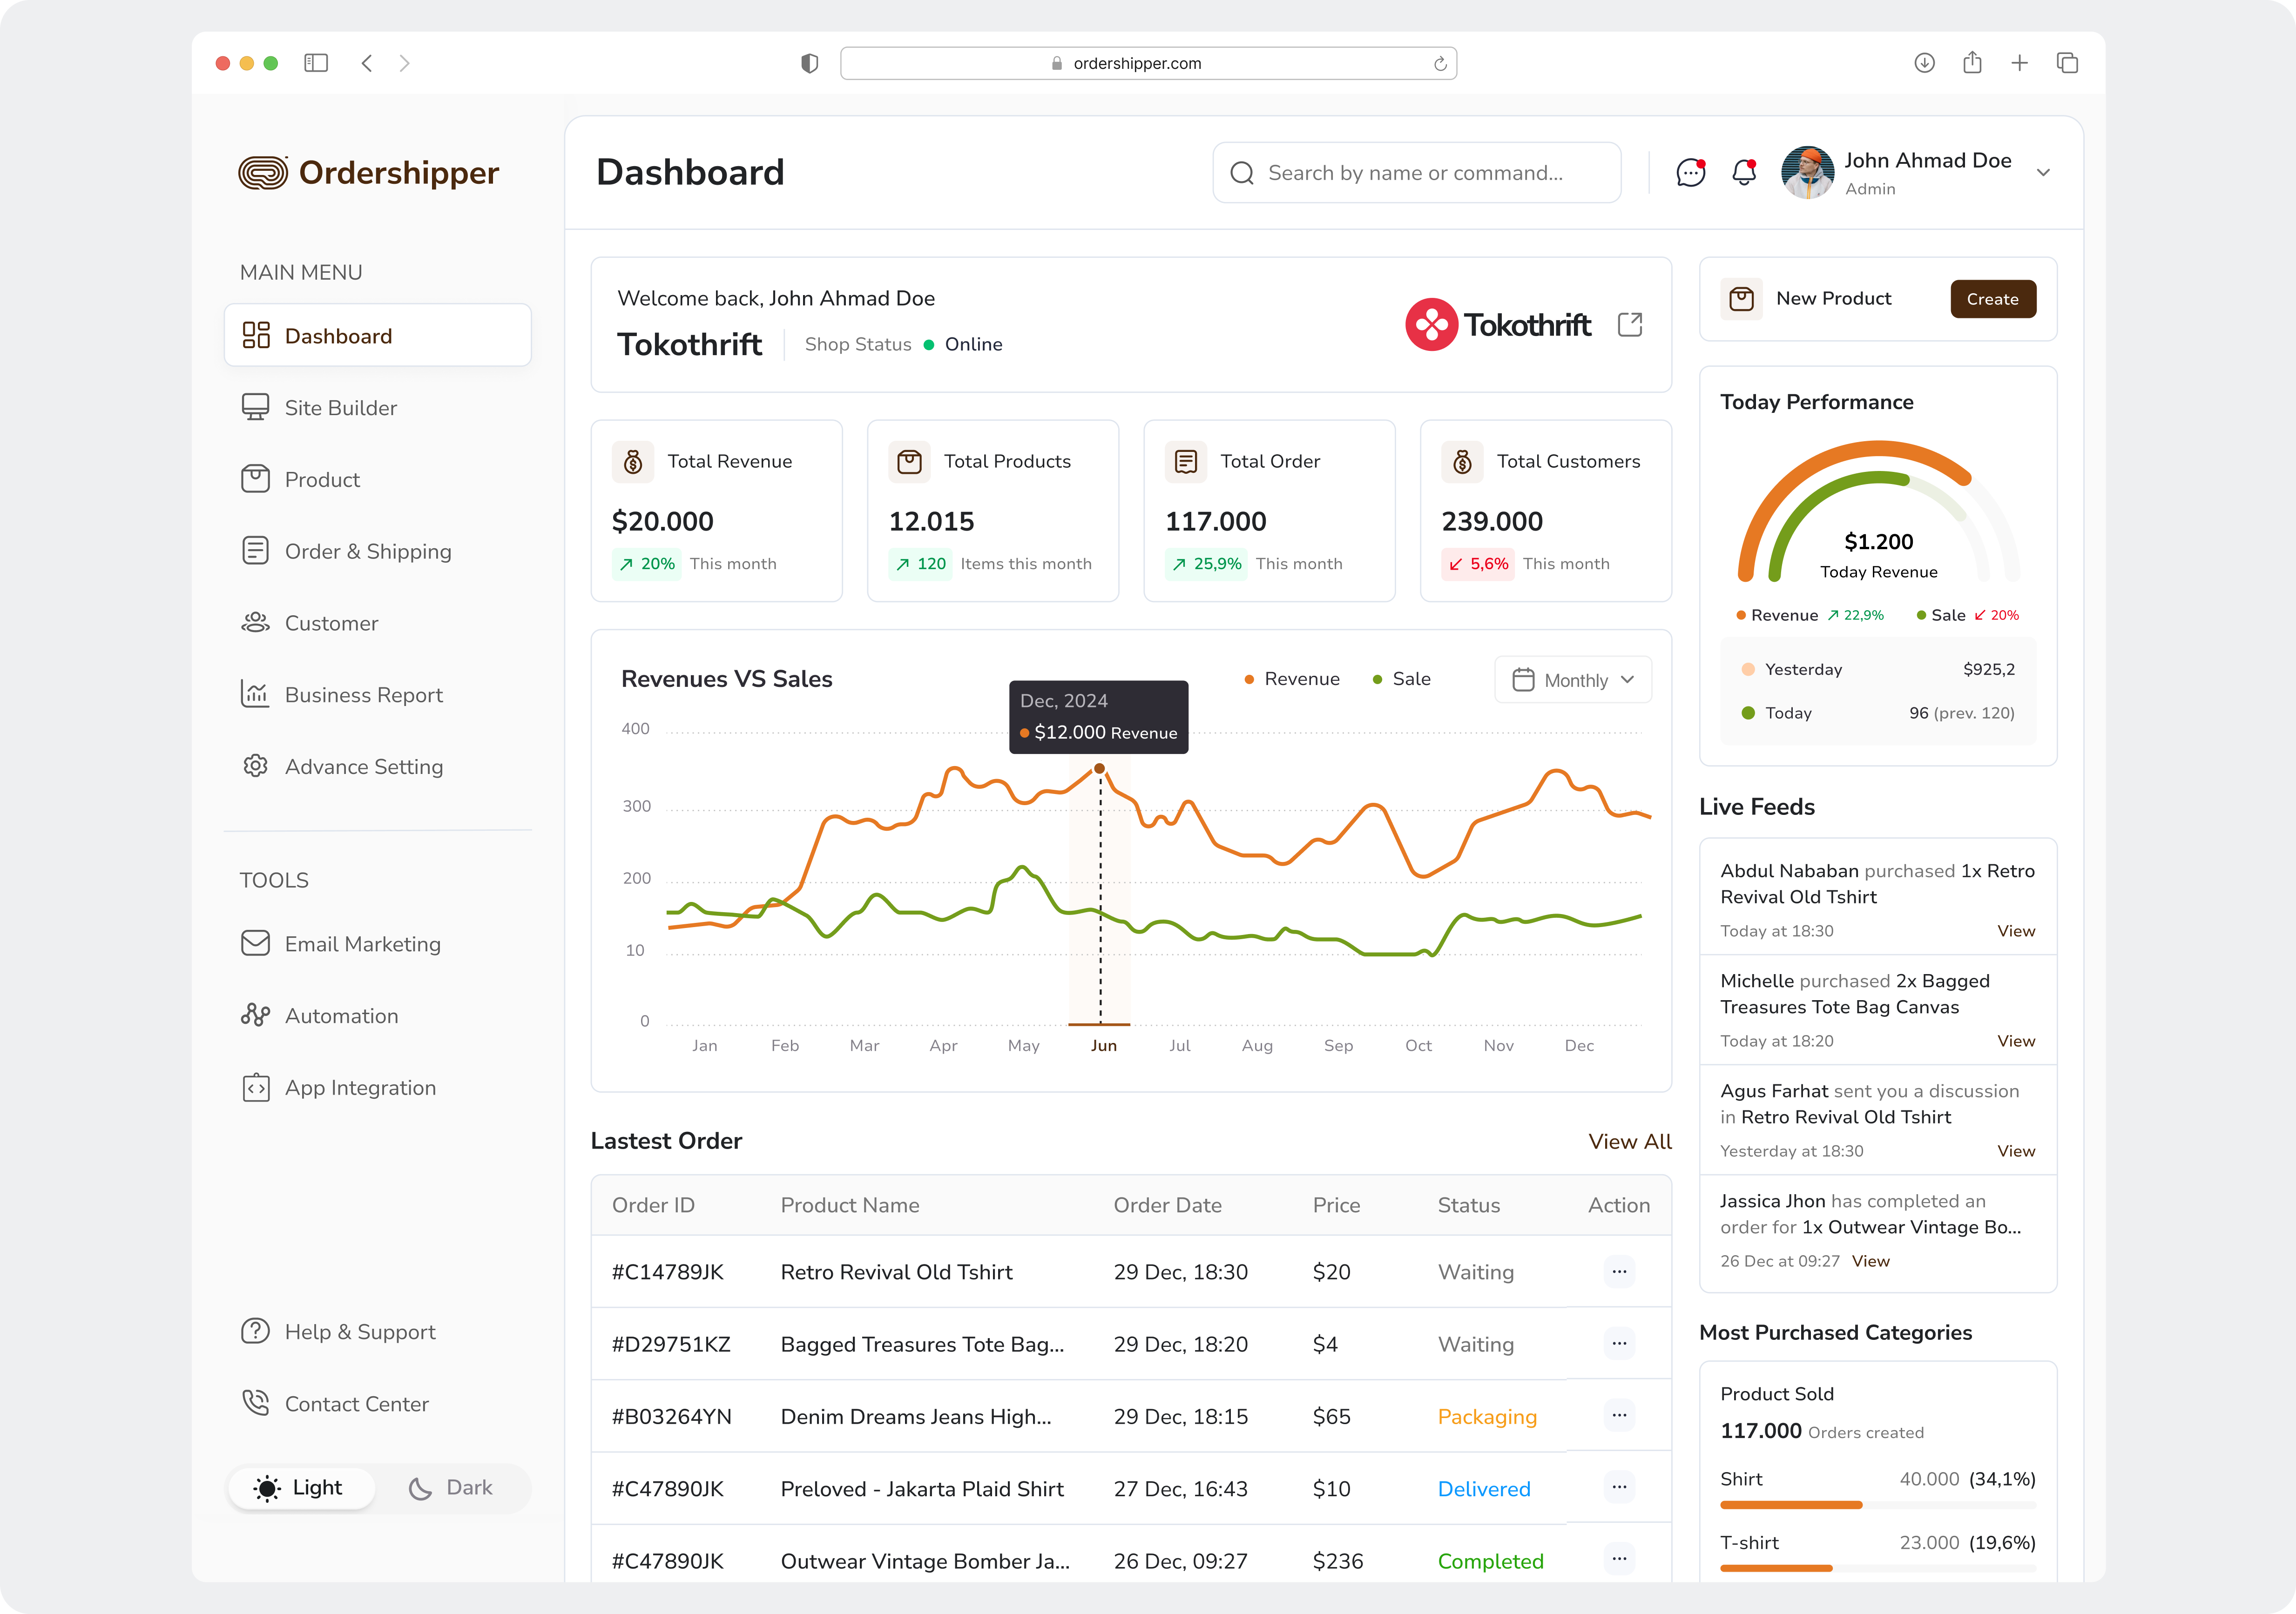 ordershipper.com
Ordershipper
MAIN MENU
Dashboard
Site Builder
Product
Order & Shipping
Customer
Business Report
Advance Setting
TOOLS
Email Marketing
Automation
App Integration
Help & Support
Contact Center
Light
Dark
Dashboard
Search by name or command...
John Ahmad Doe
Admin
Welcome back, John Ahmad Doe
Tokothrift
Shop Status
Online
Tokothrift
Total Revenue
$20.000
20% This month
Total Products
12.015
120 Items this month
Total Order
117.000
25,9% This month
Total Customers
239.000
5,6% This month
Revenues VS Sales
Revenue
Sale
Monthly
Dec, 2024
$12.000 Revenue
400
300
200
10
0
Jan Feb Mar Apr May Jun Jul Aug Sep Oct Nov Dec
Lastest Order
View All
Order ID Product Name Order Date Price Status Action
#C14789JK Retro Revival Old Tshirt 29 Dec, 18:30 $20 Waiting
#D29751KZ Bagged Treasures Tote Bag... 29 Dec, 18:20 $4 Waiting
#B03264YN Denim Dreams Jeans High... 29 Dec, 18:15 $65 Packaging
#C47890JK Preloved - Jakarta Plaid Shirt 27 Dec, 16:43 $10 Delivered
#C47890JK Outwear Vintage Bomber Ja... 26 Dec, 09:27 $236 Completed
New Product
Create
Today Performance
$1.200
Today Revenue
Revenue 22,9%
Sale 20%
Yesterday $925,2
Today 96 (prev. 120)
Live Feeds
Abdul Nababan purchased 1x Retro
Revival Old Tshirt
Today at 18:30 View
Michelle purchased 2x Bagged
Treasures Tote Bag Canvas
Today at 18:20 View
Agus Farhat sent you a discussion
in Retro Revival Old Tshirt
Yesterday at 18:30 View
Jassica Jhon has completed an
order for 1x Outwear Vintage Bo...
26 Dec at 09:27 View
Most Purchased Categories
Product Sold
117.000 Orders created
Shirt 40.000 (34,1%)
T-shirt 23.000 (19,6%)